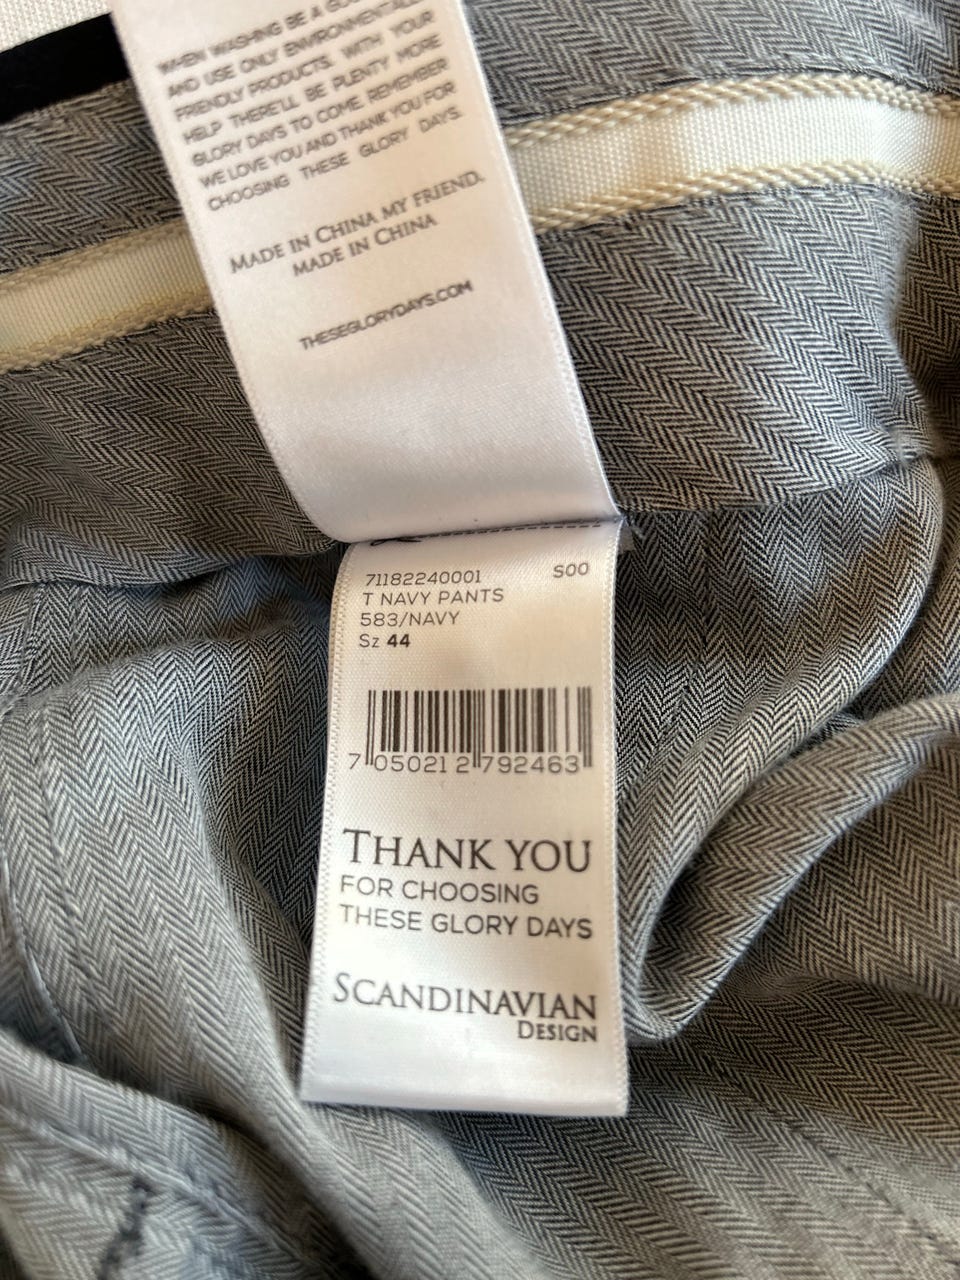 WHEN WASHING BE A GOOD
AND USE ONLY ENVIRONMENTALLY
FRIENDLY PRODUCTS. WITH YOUR
HELP THERE'LL BE PLENTY MORE
GLORY DAYS TO COME. REMEMBER
WE LOVE YOU AND THANK YOU FOR
CHOOSING THESE GLORY DAYS.
MADE IN CHINA MY FRIEND.
MADE IN CHINA
THESEGLORYDAYS.COM
71182240001 S00
T NAVY PANTS
583/NAVY
Sz 44
7 050212 792463
THANK YOU
FOR CHOOSING
THESE GLORY DAYS
SCANDINAVIAN
DESIGN